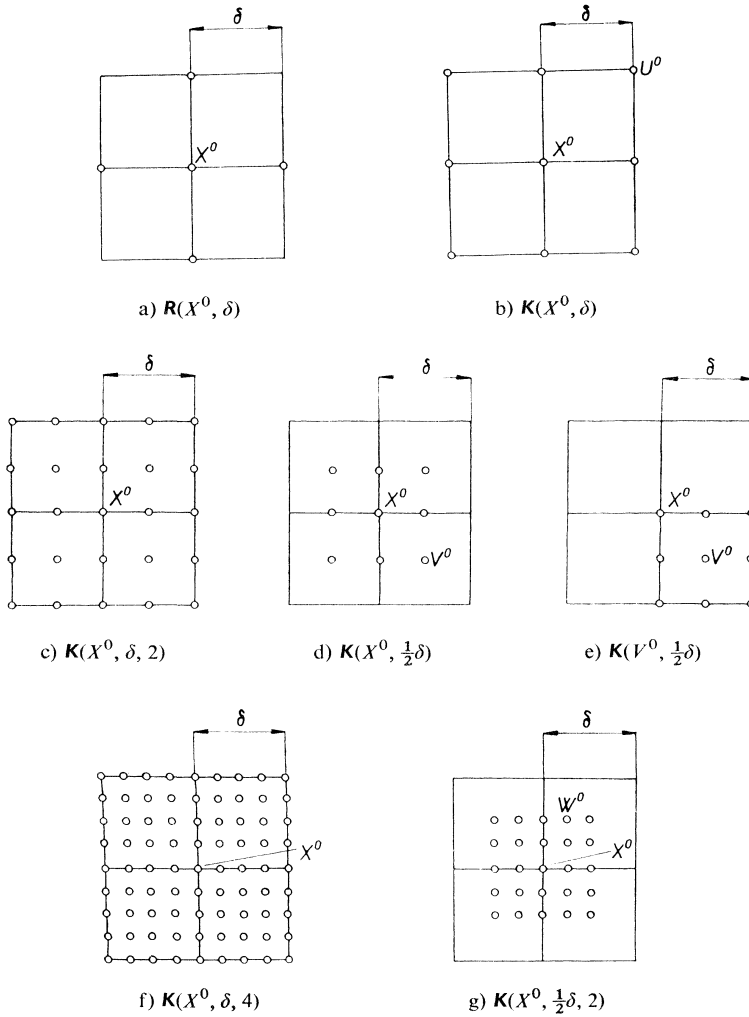 δ
δ
U⁰
X⁰
X⁰
a) R(X⁰, δ)
b) K(X⁰, δ)
δ
δ
δ
X⁰
X⁰
X⁰
V⁰
V⁰
c) K(X⁰, δ, 2)
d) K(X⁰, ½δ)
e) K(V⁰, ½δ)
δ
δ
W⁰
X⁰
X⁰
f) K(X⁰, δ, 4)
g) K(X⁰, ½δ, 2)